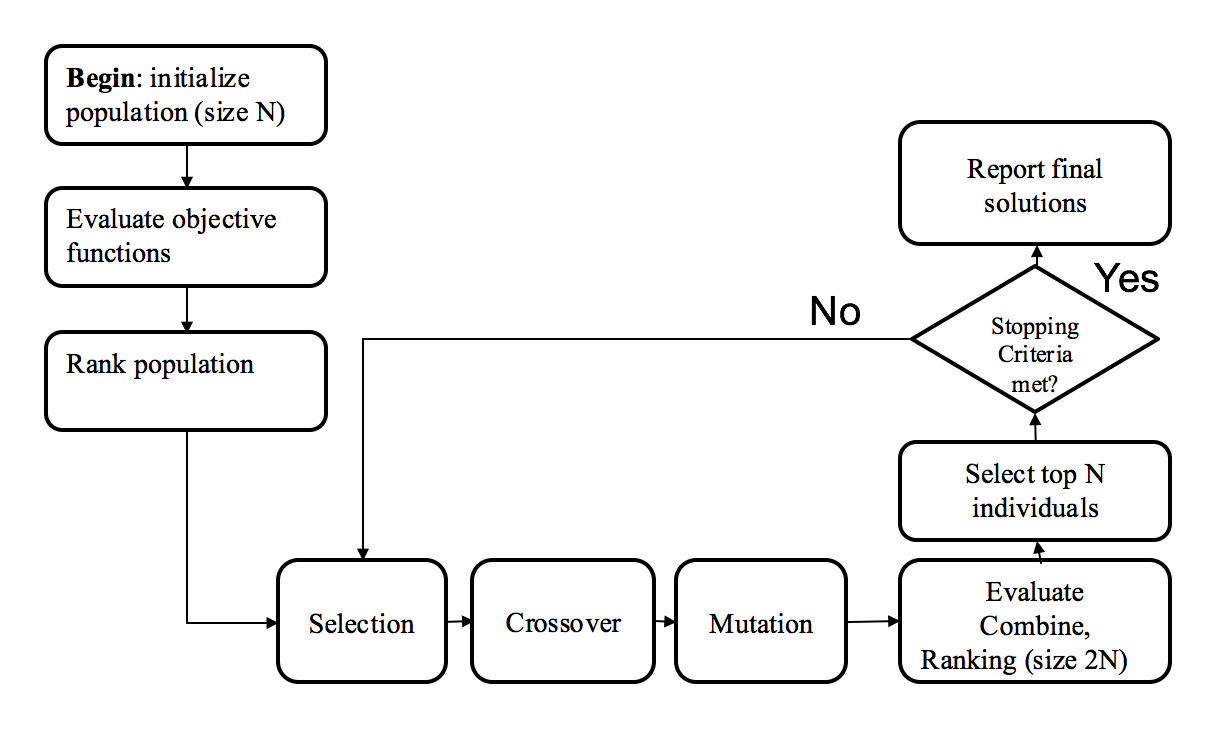 Begin: initialize
population (size N)
Evaluate objective
functions
Rank population
Selection
Crossover
Mutation
Evaluate
Combine,
Ranking (size 2N)
Select top N
individuals
Stopping
Criteria
met?
No
Yes
Report final
solutions